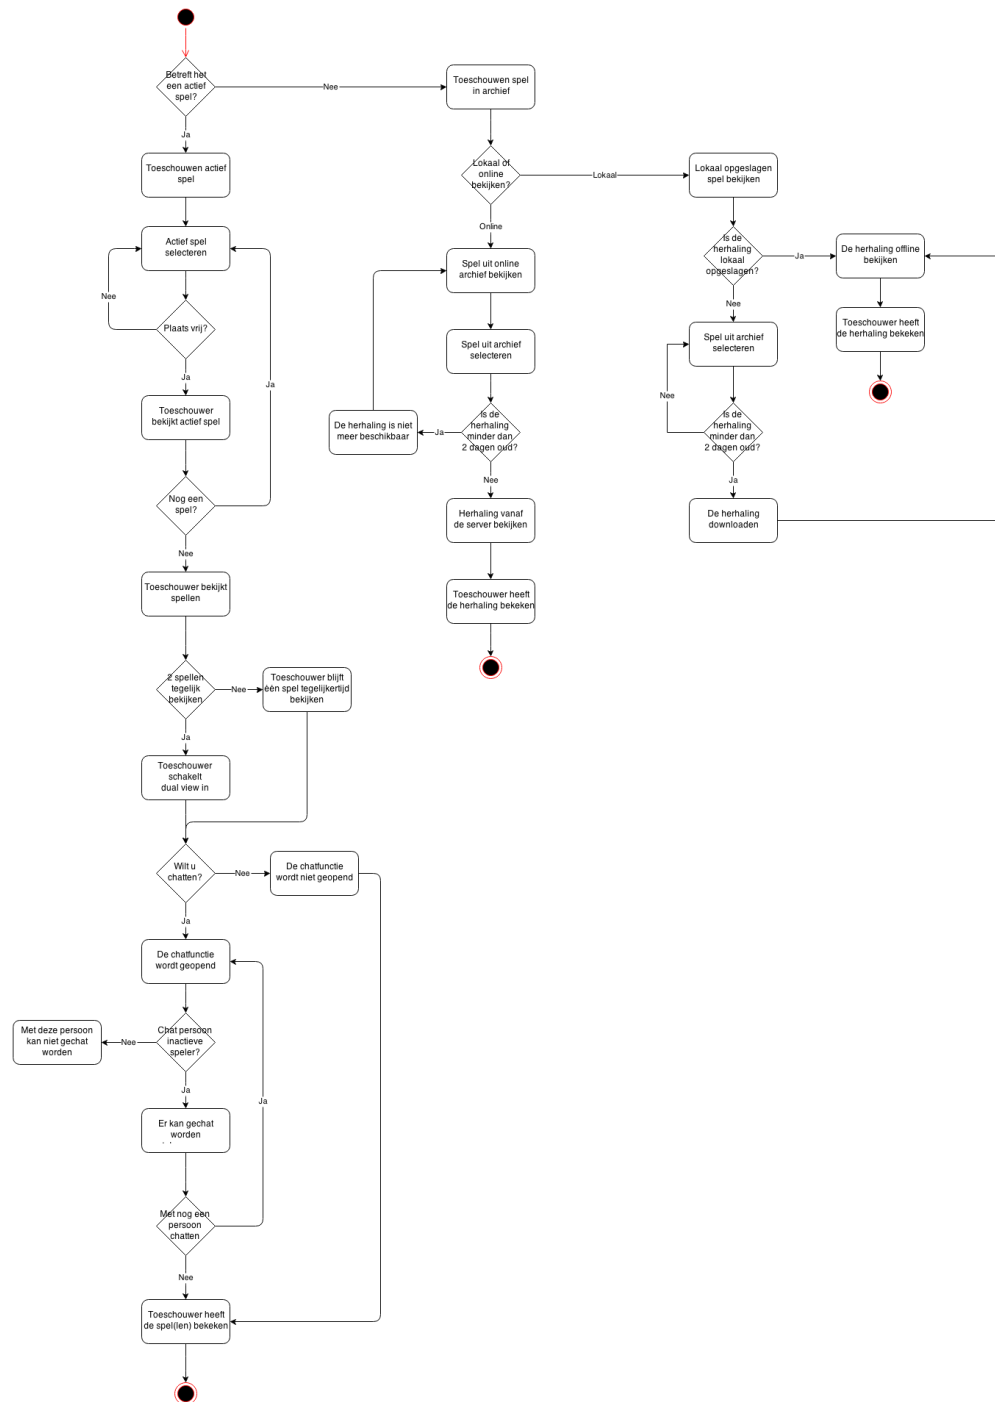 Betreft het
een actief
spel?
Nee
Ja
Toeschouwen actief
spel
Actief spel
selecteren
Nee
Plaats vrij?
Ja
Ja
Toeschouwer
bekijkt actief spel
Nog een
spel?
Nee
Toeschouwer bekijkt
spellen
2 spellen
tegelijk
bekijken
Nee
Toeschouwer blijft
één spel tegelijkertijd
bekijken
Ja
Toeschouwer
schakelt
dual view in
Wilt u
chatten?
Nee
De chatfunctie
wordt niet geopend
Ja
De chatfunctie
wordt geopend
Chat persoon
inactieve
speler?
Nee
Met deze persoon
kan niet gechat
worden
Ja
Ja
Er kan gechat
worden
Met nog een
persoon
chatten
Nee
Toeschouwer heeft
de spel(len) bekeken
Toeschouwen spel
in archief
Lokaal of
online
bekijken?
Lokaal
Online
Spel uit online
archief bekijken
Spel uit archief
selecteren
Is de
herhaling
minder dan
2 dagen oud?
Ja
De herhaling is niet
meer beschikbaar
Nee
Herhaling vanaf
de server bekijken
Toeschouwer heeft
de herhaling bekeken
Lokaal opgeslagen
spel bekijken
Is de
herhaling
lokaal
opgeslagen?
Ja
De herhaling offline
bekijken
Toeschouwer heeft
de herhaling bekeken
Nee
Spel uit archief
selecteren
Nee
Is de
herhaling
minder dan
2 dagen oud?
Ja
De herhaling
downloaden